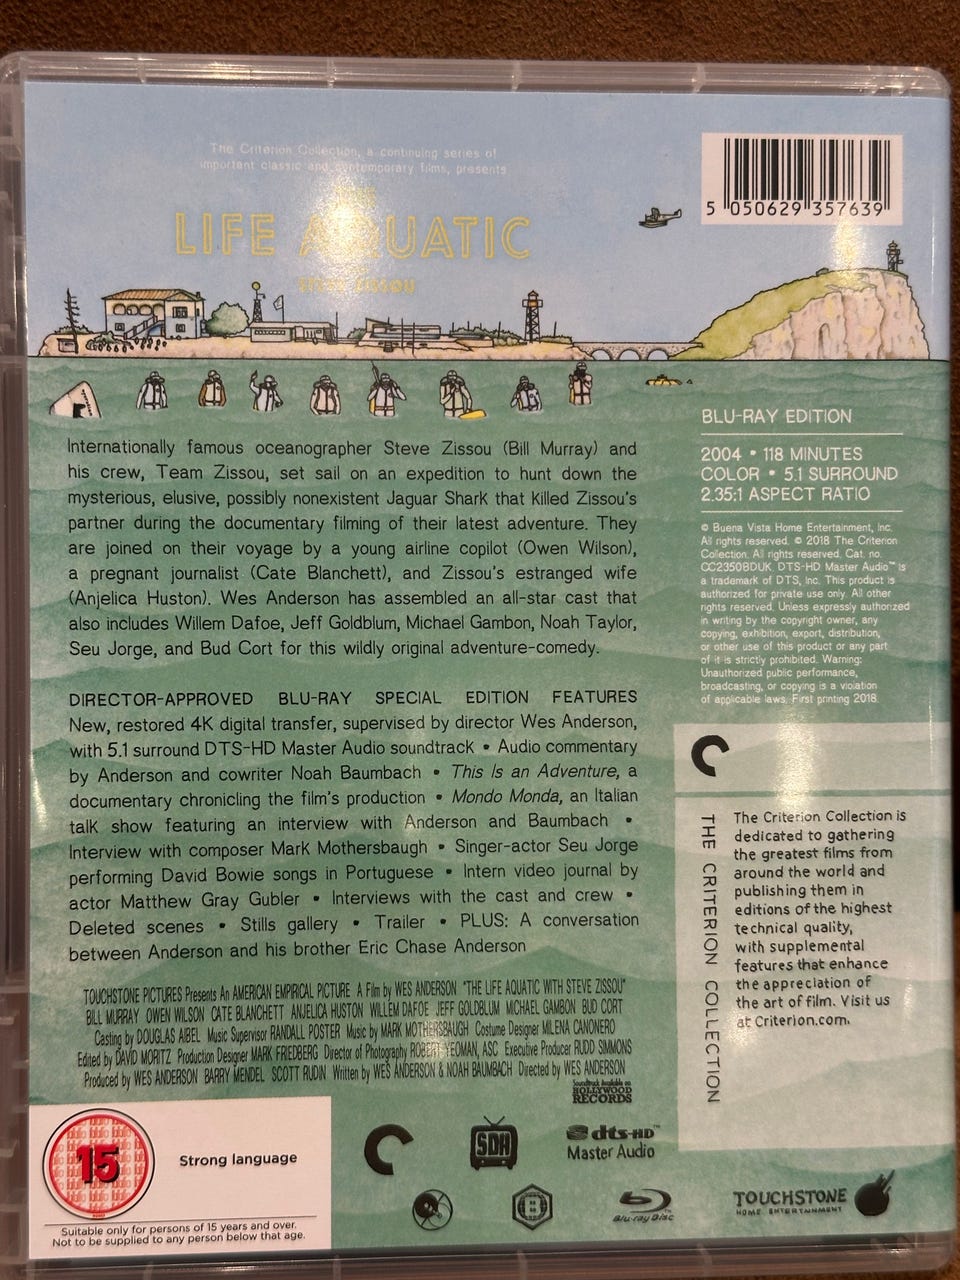 The Criterion Collection, a continuing series of
important classic and contemporary films, presents
THE
LIFE AQUATIC
STEVE ZISSOU
5 050629 357639
Internationally famous oceanographer Steve Zissou (Bill Murray) and
his crew, Team Zissou, set sail on an expedition to hunt down the
mysterious, elusive, possibly nonexistent Jaguar Shark that killed Zissou's
partner during the documentary filming of their latest adventure. They
are joined on their voyage by a young airline copilot (Owen Wilson),
a pregnant journalist (Cate Blanchett), and Zissou's estranged wife
(Anjelica Huston). Wes Anderson has assembled an all-star cast that
also includes Willem Dafoe, Jeff Goldblum, Michael Gambon, Noah Taylor,
Seu Jorge, and Bud Cort for this wildly original adventure-comedy.
DIRECTOR-APPROVED BLU-RAY SPECIAL EDITION FEATURES
New, restored 4K digital transfer, supervised by director Wes Anderson,
with 5.1 surround DTS-HD Master Audio soundtrack • Audio commentary
by Anderson and cowriter Noah Baumbach • This Is an Adventure, a
documentary chronicling the film's production • Mondo Monda, an Italian
talk show featuring an interview with Anderson and Baumbach •
Interview with composer Mark Mothersbaugh • Singer-actor Seu Jorge
performing David Bowie songs in Portuguese • Intern video journal by
actor Matthew Gray Gubler • Interviews with the cast and crew •
Deleted scenes • Stills gallery • Trailer • PLUS: A conversation
between Anderson and his brother Eric Chase Anderson
TOUCHSTONE PICTURES Presents An AMERICAN EMPIRICAL PICTURE A Film by WES ANDERSON "THE LIFE AQUATIC WITH STEVE ZISSOU"
BILL MURRAY OWEN WILSON CATE BLANCHETT ANJELICA HUSTON WILLEM DAFOE JEFF GOLDBLUM MICHAEL GAMBON BUD CORT
Casting by DOUGLAS AIBEL Music Supervisor RANDALL POSTER Music by MARK MOTHERSBAUGH Costume Designer MILENA CANONERO
Edited by DAVID MORITZ Production Designer MARK FRIEDBERG Director of Photography ROBERT YEOMAN, ASC Executive Producer RUDD SIMMONS
Produced by WES ANDERSON BARRY MENDEL SCOTT RUDIN Written by WES ANDERSON & NOAH BAUMBACH Directed by WES ANDERSON
Soundtrack Available on
HOLLYWOOD
RECORDS
BLU-RAY EDITION
2004 • 118 MINUTES
COLOR • 5.1 SURROUND
2.35:1 ASPECT RATIO
© Buena Vista Home Entertainment, Inc.
All rights reserved. © 2018 The Criterion
Collection. All rights reserved. Cat. no.
CC2350BDUK. DTS-HD Master Audio™ is
a trademark of DTS, Inc. This product is
authorized for private use only. All other
rights reserved. Unless expressly authorized
in writing by the copyright owner, any
copying, exhibition, export, distribution,
or other use of this product or any part
of it is strictly prohibited. Warning:
Unauthorized public performance,
broadcasting, or copying is a violation
of applicable laws. First printing 2018.
THE CRITERION COLLECTION
The Criterion Collection is
dedicated to gathering
the greatest films from
around the world and
publishing them in
editions of the highest
technical quality,
with supplemental
features that enhance
the appreciation of
the art of film. Visit us
at Criterion.com.
15
Strong language
Suitable only for persons of 15 years and over.
Not to be supplied to any person below that age.
SDH
dts-HD™
Master Audio
B
Blu-ray Disc
TOUCHSTONE
HOME ENTERTAINMENT